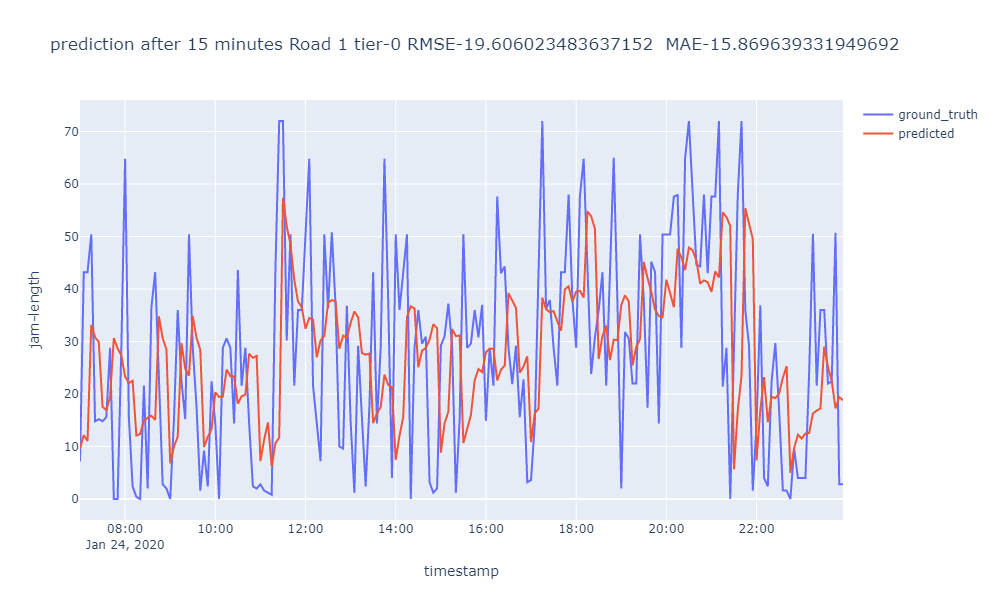 prediction after 15 minutes Road 1 tier-0 RMSE-19.606023483637152  MAE-15.869639331949692
ground_truth
predicted
70
60
50
40
30
20
10
0
jam-length
08:00 10:00 12:00 14:00 16:00 18:00 20:00 22:00
Jan 24, 2020
timestamp